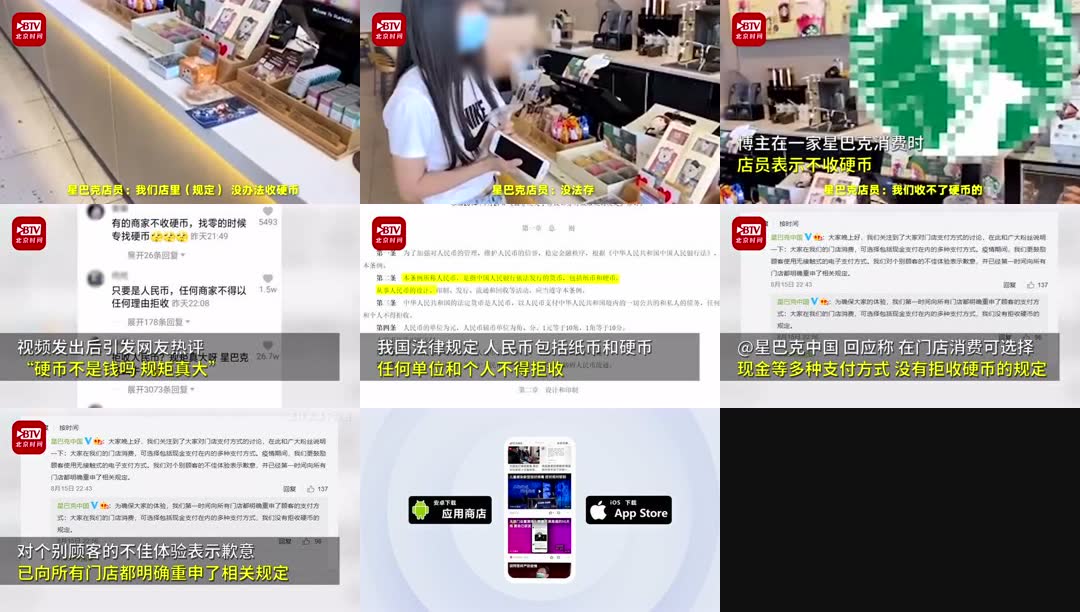 BTV
北京时间
星巴克店员：我们店里（规定） 没办法收硬币
BTV
北京时间
NIKE
星巴克店员：没法存
BTV
北京时间
博主在一家星巴克消费时
店员表示不收硬币
星巴克店员：我们收不了硬币的
BTV
北京时间
有的商家不收硬币，找零的时候
专找硬币 昨天21:49
5493
展开26条回复
只要是人民币，任何商家不得以
任何理由拒收 昨天22:08
1.5w
展开178条回复
26.7w
展开3073条回复
视频发出后引发网友热评
“硬币不是钱吗 规矩真大”
BTV
北京时间
第一章 总 则
第一条 为了加强对人民币的管理，维护人民币的信誉，稳定金融秩序，根据《中华人民共和国中国人民银行法》，
本条例。
第二条 本条例所称人民币，是指中国人民银行依法发行的货币，包括纸币和硬币。
从事人民币的设计、印制、发行、流通和回收等活动，应当遵守本条例。
第三条 中华人民共和国的法定货币是人民币。以人民币支付中华人民共和国境内的一切公共的和私人的债务，任何
和个人不得拒收。
第四条 人民币的单位为元，人民币辅币单位为角、分。1元等于10角，1角等于10分。
我国法律规定 人民币包括纸币和硬币
任何单位和个人不得拒收
第二章 设计和印制
BTV
北京时间
按时间
星巴克中国：大家晚上好，我们关注到了大家对门店支付方式的讨论，在此和广大粉丝说明
一下：大家在我们的门店消费，可选择包括现金支付在内的多种支付方式。疫情期间，我们更鼓励
顾客使用无接触式的电子支付方式。我们对个别顾客的不佳体验表示歉意，并已经第一时间向所有
门店都明确重申了相关规定。
8月15日 22:43
回复 137
星巴克中国：为确保大家的体验，我们第一时间向所有门店都明确重申了顾客的支付方
式：大家在我们的门店消费，可选择包括现金支付在内的多种支付方式，我们没有拒收硬币的
规定。
@星巴克中国 回应称 在门店消费可选择
现金等多种支付方式 没有拒收硬币的规定
BTV
北京时间
按时间
星巴克中国：大家晚上好，我们关注到了大家对门店支付方式的讨论，在此和广大粉丝说明
一下：大家在我们的门店消费，可选择包括现金支付在内的多种支付方式。疫情期间，我们更鼓励
顾客使用无接触式的电子支付方式。我们对个别顾客的不佳体验表示歉意，并已经第一时间向所有
门店都明确重申了相关规定。
8月15日 22:43
回复 137
星巴克中国：为确保大家的体验，我们第一时间向所有门店都明确重申了顾客的支付方
式：大家在我们的门店消费，可选择包括现金支付在内的多种支付方式，我们没有拒收硬币的
规定。
回复 98
对个别顾客的不佳体验表示歉意
已向所有门店都明确重申了相关规定
安卓下载
应用商店
iOS 下载
App Store